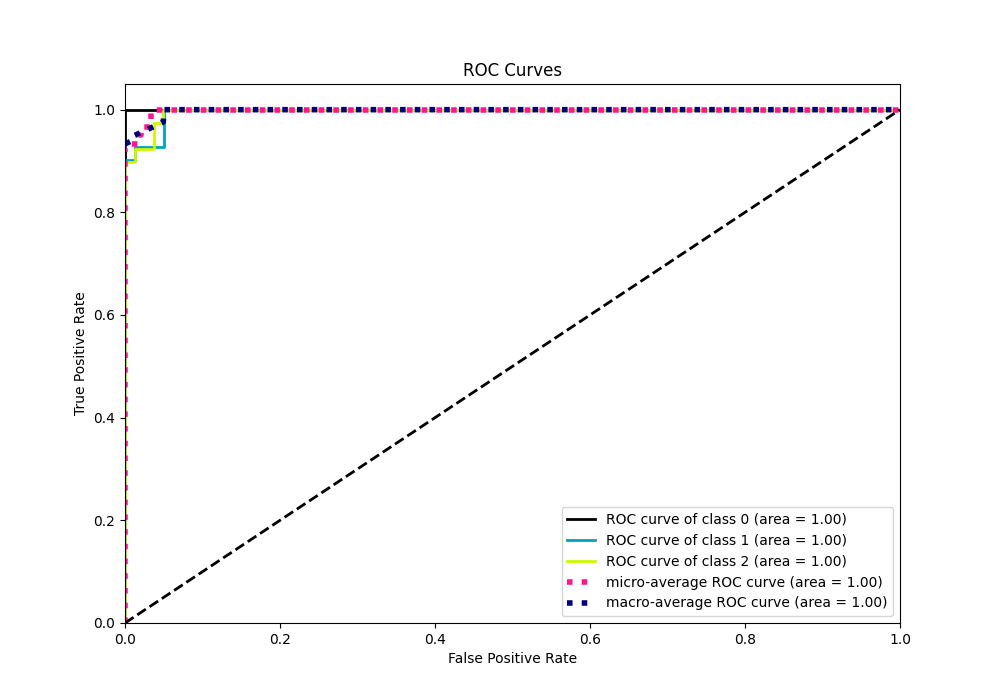 ROC Curves
1.0
0.8
0.6
0.4
0.2
0.0
True Positive Rate
0.0 0.2 0.4 0.6 0.8 1.0
False Positive Rate
ROC curve of class 0 (area = 1.00)
ROC curve of class 1 (area = 1.00)
ROC curve of class 2 (area = 1.00)
micro-average ROC curve (area = 1.00)
macro-average ROC curve (area = 1.00)